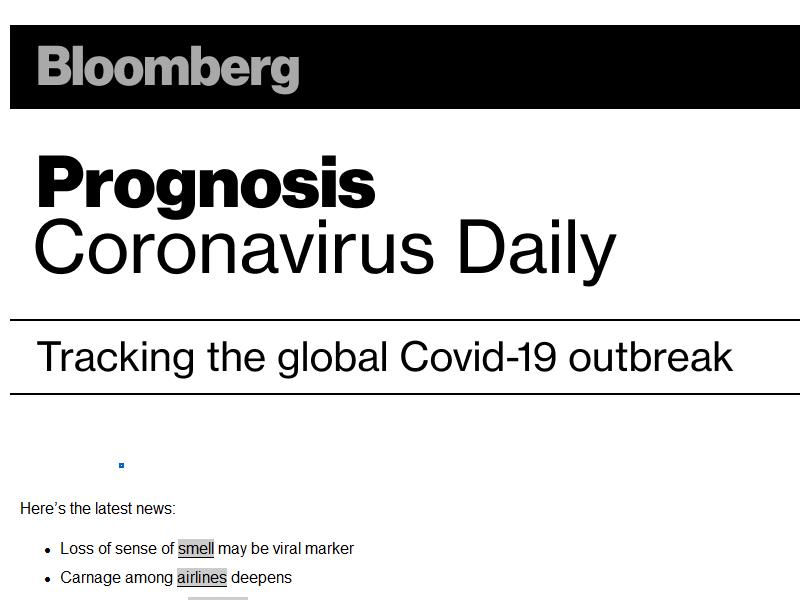 Bloomberg
Prognosis
Coronavirus Daily
Tracking the global Covid-19 outbreak
Here’s the latest news:
Loss of sense of smell may be viral marker
Carnage among airlines deepens